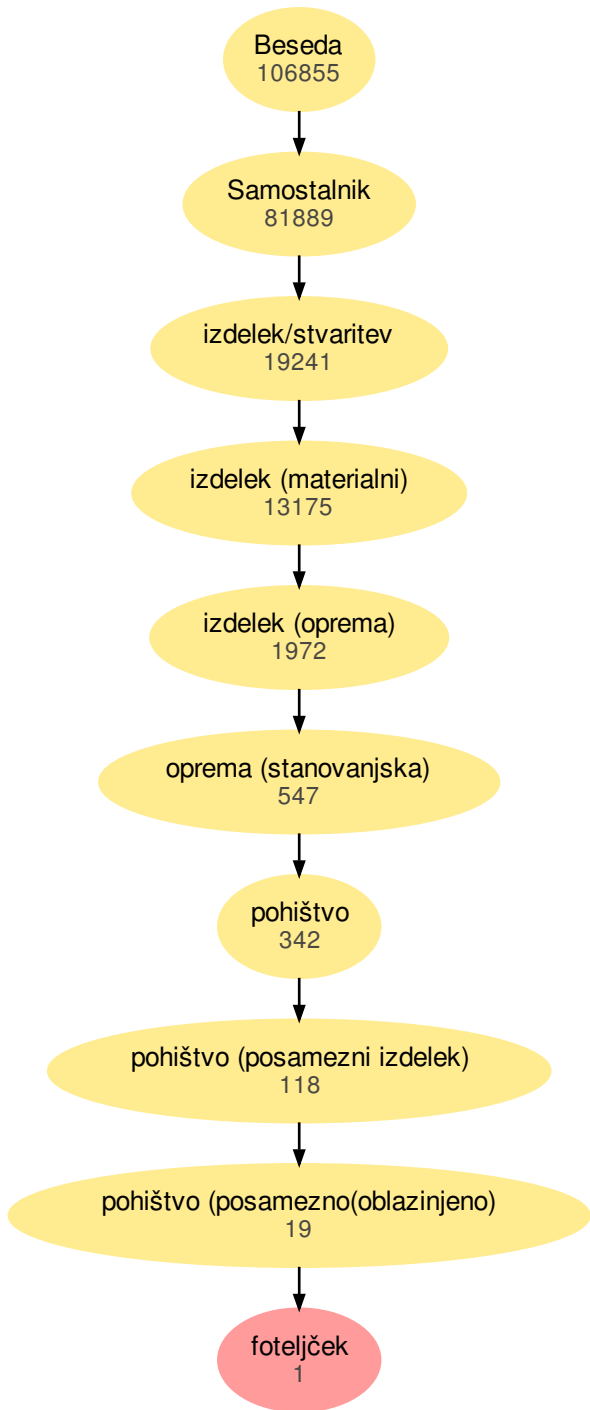 Beseda
106855
Samostalnik
81889
izdelek/stvaritev
19241
izdelek (materialni)
13175
izdelek (oprema)
1972
oprema (stanovanjska)
547
pohištvo
342
pohištvo (posamezni izdelek)
118
pohištvo (posamezno(oblazinjeno)
19
foteljček
1